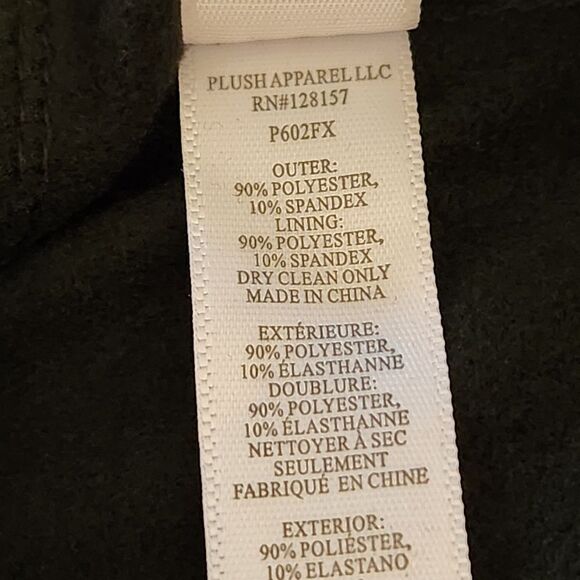 PLUSH APPAREL LLC
RN#128157
P602FX
OUTER:
90% POLYESTER,
10% SPANDEX
LINING:
90% POLYESTER,
10% SPANDEX
DRY CLEAN ONLY
MADE IN CHINA
EXTÉRIEURE:
90% POLYESTER,
10% ÉLASTHANNE
DOUBLURE:
90% POLYESTER,
10% ÉLASTHANNE
NETTOYER À SEC
SEULEMENT
FABRIQUÉ EN CHINE
EXTERIOR:
90% POLIÉSTER,
10% ELASTANO